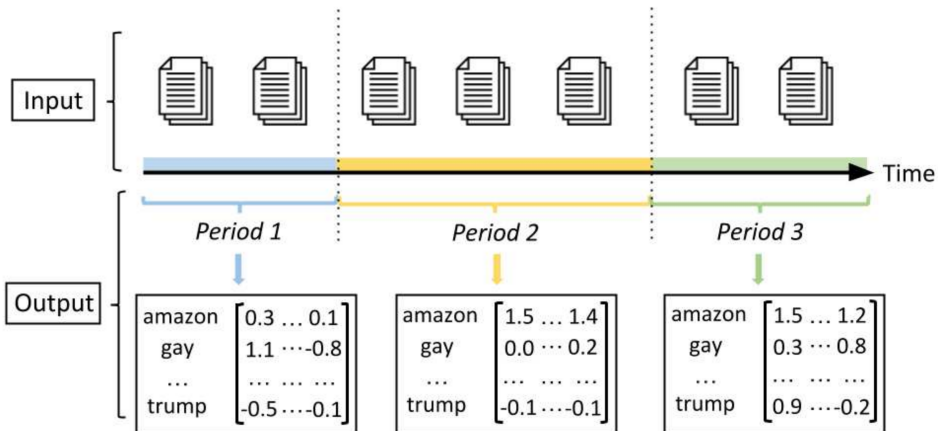 Input
Time
Period 1 Period 2 Period 3
Output
amazon 0.3 … 0.1
gay 1.1 …-0.8
… … … …
trump -0.5 …-0.1
amazon 1.5 … 1.4
gay 0.0 … 0.2
… … … …
trump -0.1 …-0.1
amazon 1.5 … 1.2
gay 0.3 … 0.8
… … … …
trump 0.9 …-0.2